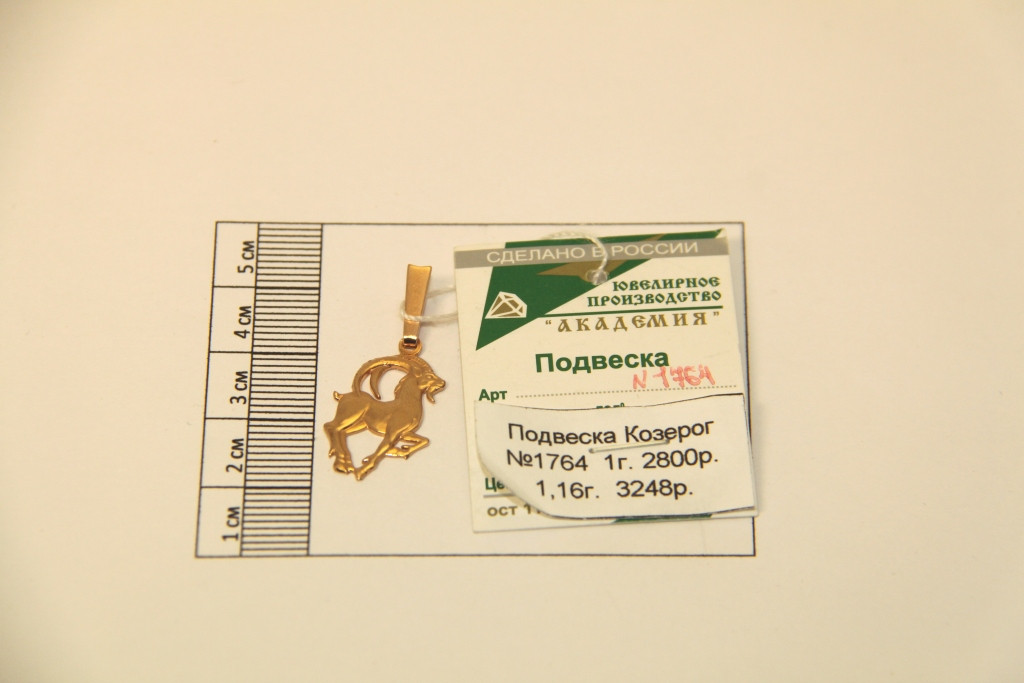 5 см
4 см
3 см
2 см
1 см
СДЕЛАНО В РОССИИ
ЮВЕЛИРНОЕ
ПРОИЗВОДСТВО
"АКАДЕМИЯ"
Подвеска
N 1764
Арт
Подвеска Козерог
№1764 1г. 2800р.
1,16г. 3248р.
ост